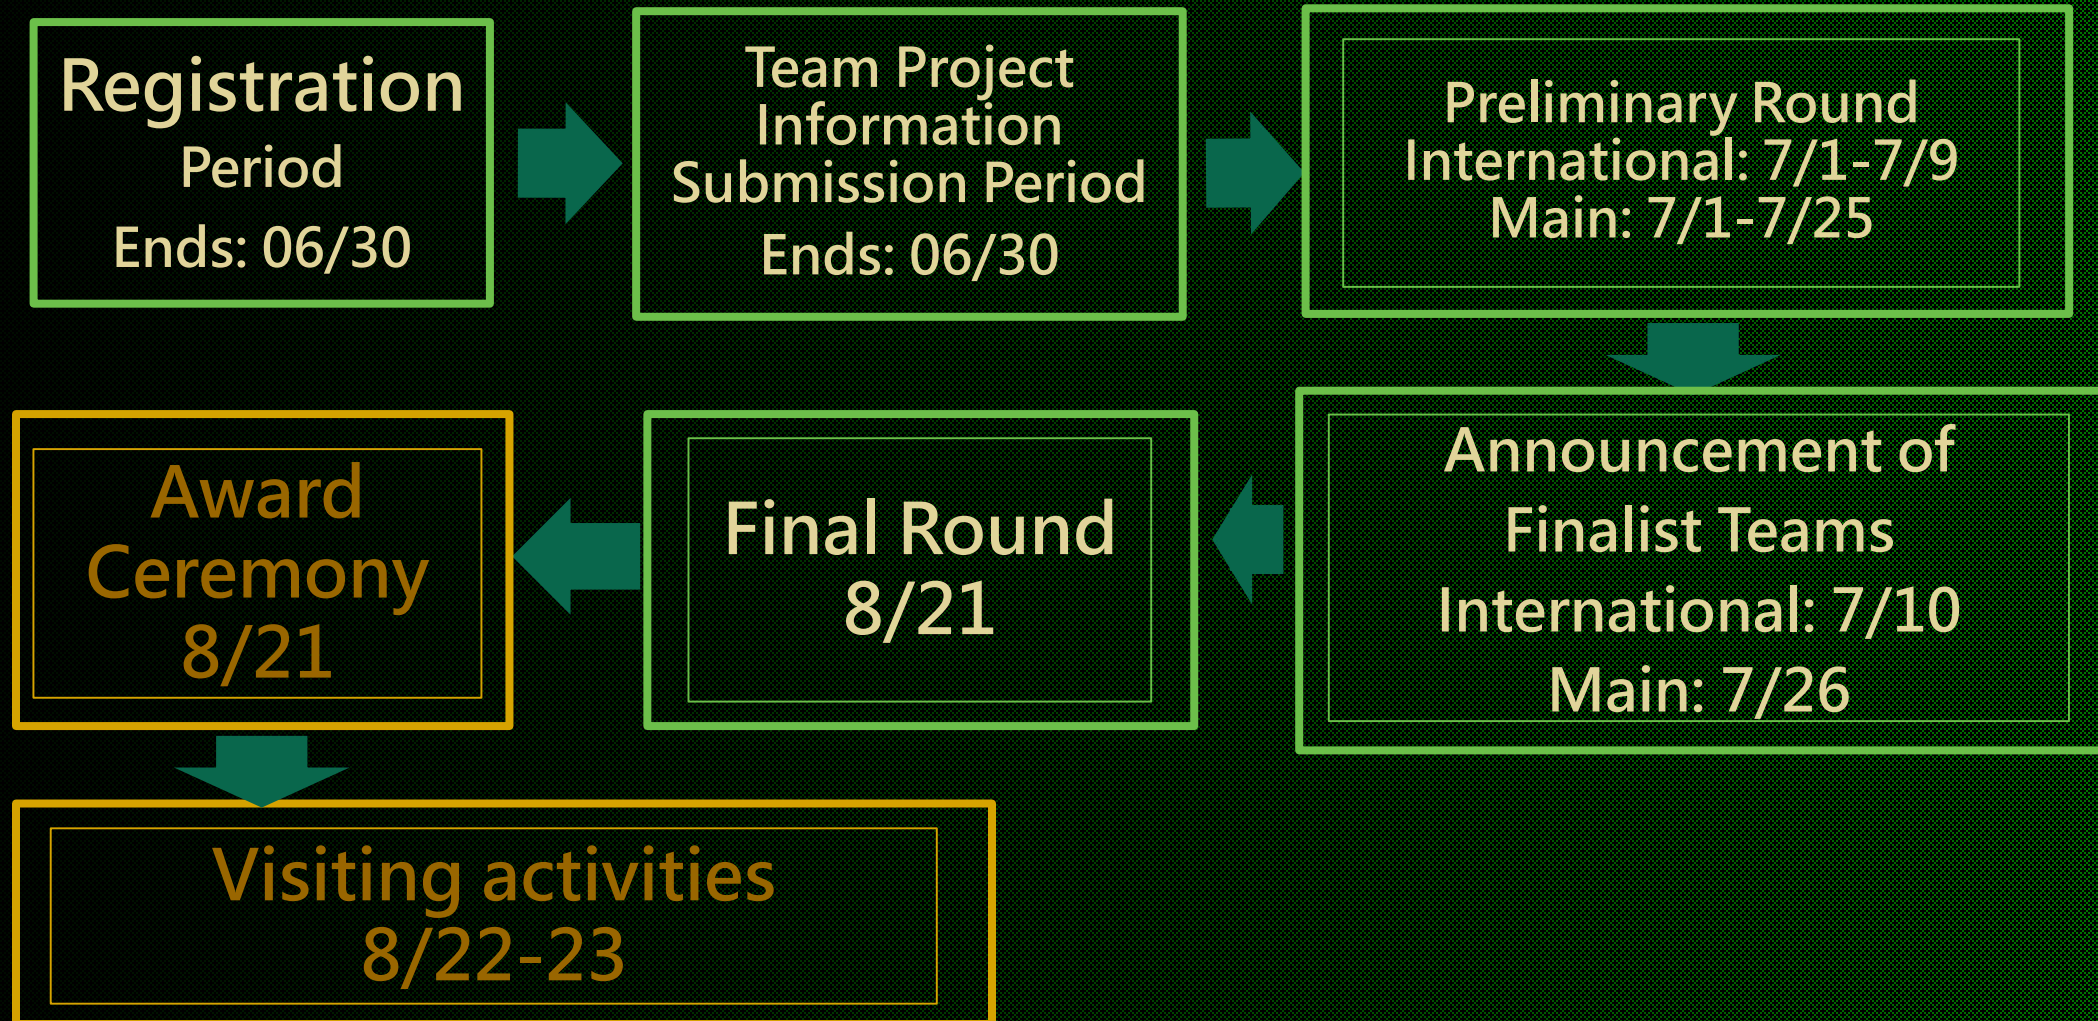 Registration
Period
Ends: 06/30
Team Project
Information
Submission Period
Ends: 06/30
Preliminary Round
International: 7/1-7/9
Main: 7/1-7/25
Announcement of
Finalist Teams
International: 7/10
Main: 7/26
Final Round
8/21
Award
Ceremony
8/21
Visiting activities
8/22-23